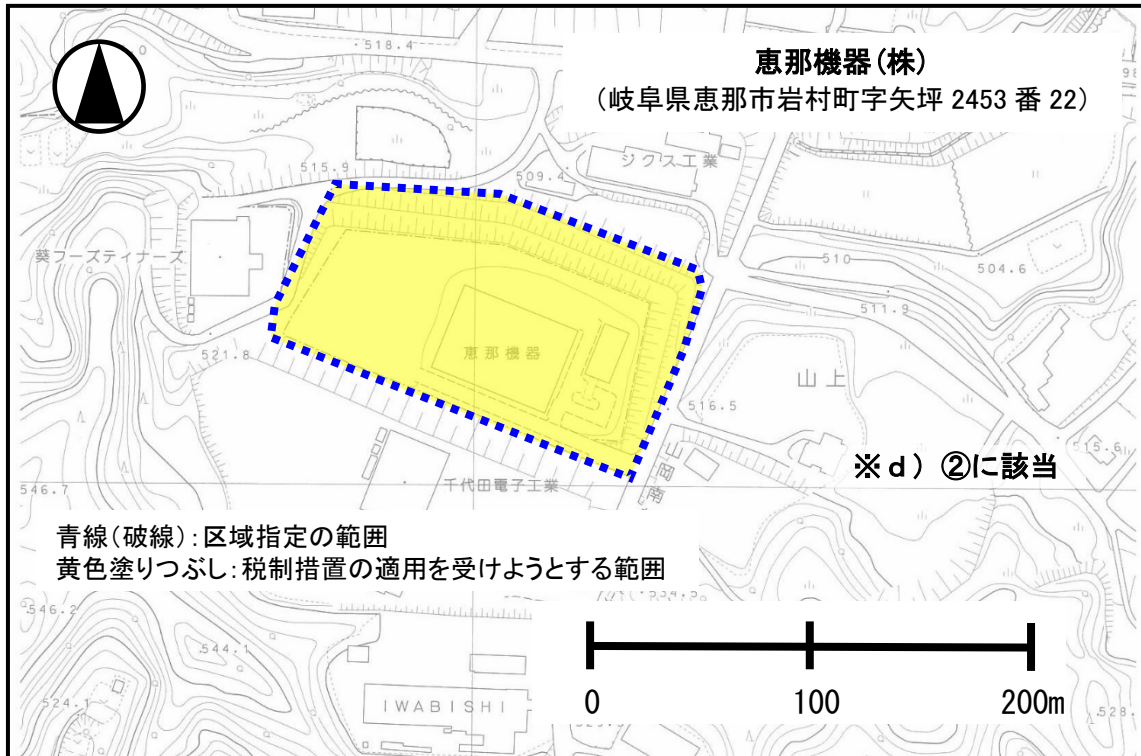 518.4
恵那機器(株)
(岐阜県恵那市岩村町字矢坪 2453 番 22)
515.9
509.4
ジクス工業
葵フーズティナーズ
510
504.6
511.9
521.8
恵那機器
山上
516.5
515.6
※d) ②に該当
546.7
千代田電子工業
青線(破線):区域指定の範囲
黄色塗りつぶし:税制措置の適用を受けようとする範囲
546.2
544.1
524.1
IWABISHI
0 100 200m
528.